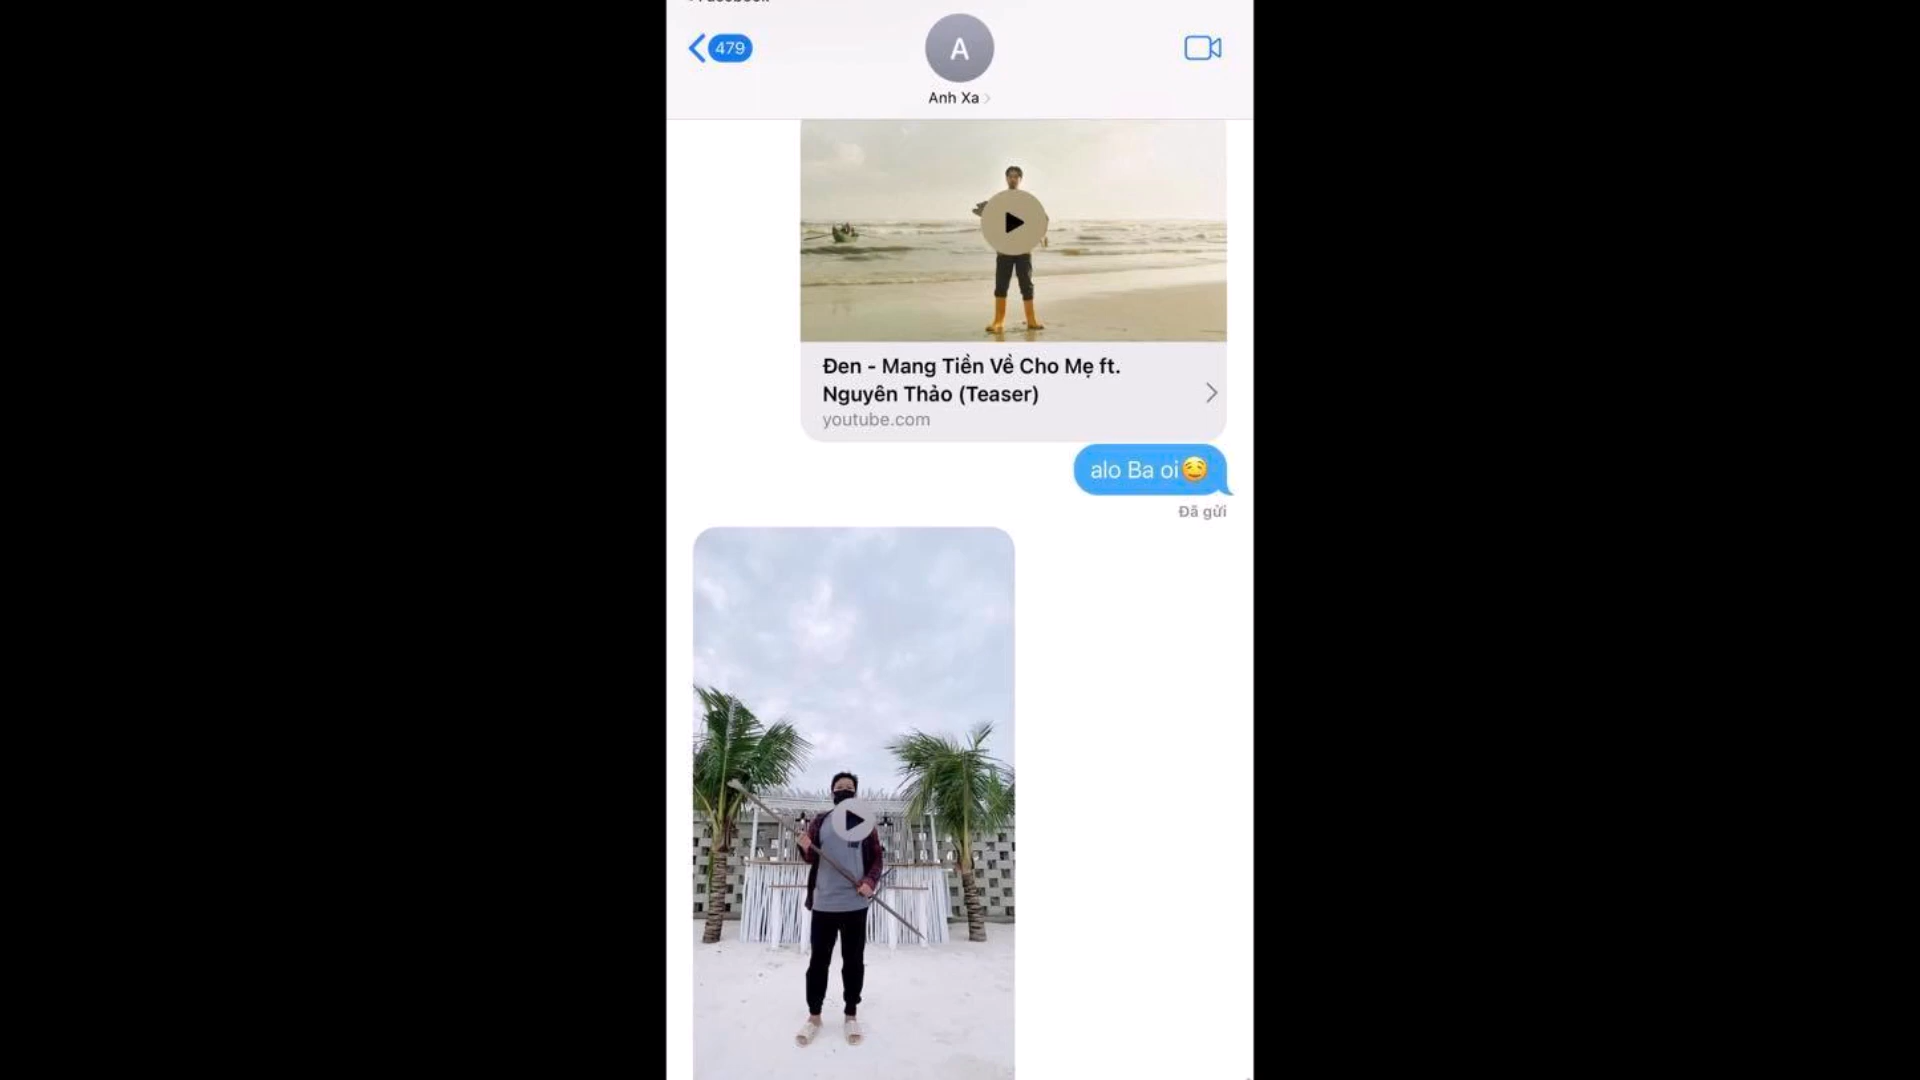 479
A
Anh Xa
Đen - Mang Tiền Về Cho Mẹ ft.
Nguyên Thảo (Teaser)
youtube.com
alo Ba oi🤤
Đã gửi